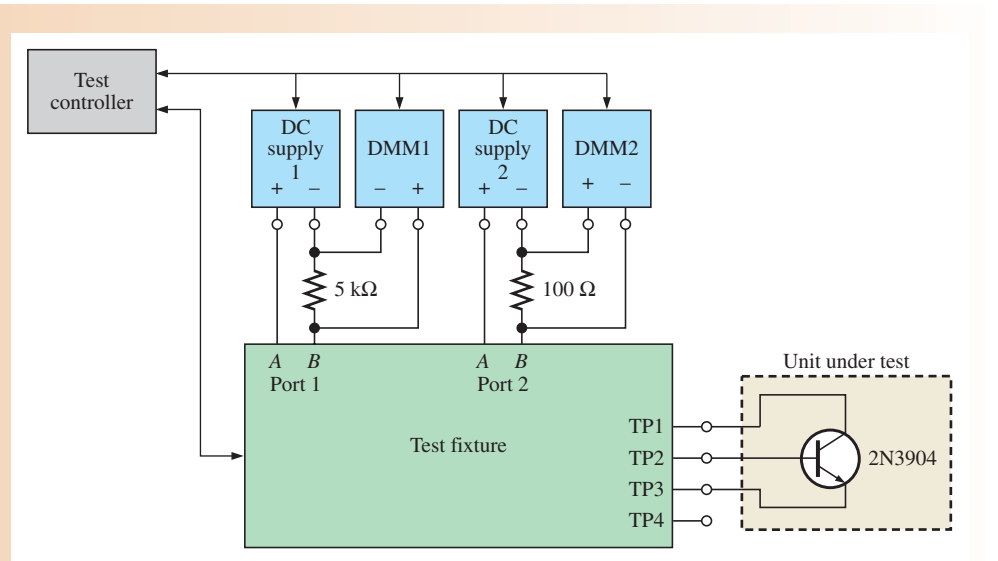 Test
controller
DC
supply
1
+ –
DMM1
– +
DC
supply
2
+ –
DMM2
+ –
5 kΩ
100 Ω
A B
Port 1
A B
Port 2
Unit under test
Test fixture
TP1
TP2
TP3
TP4
2N3904